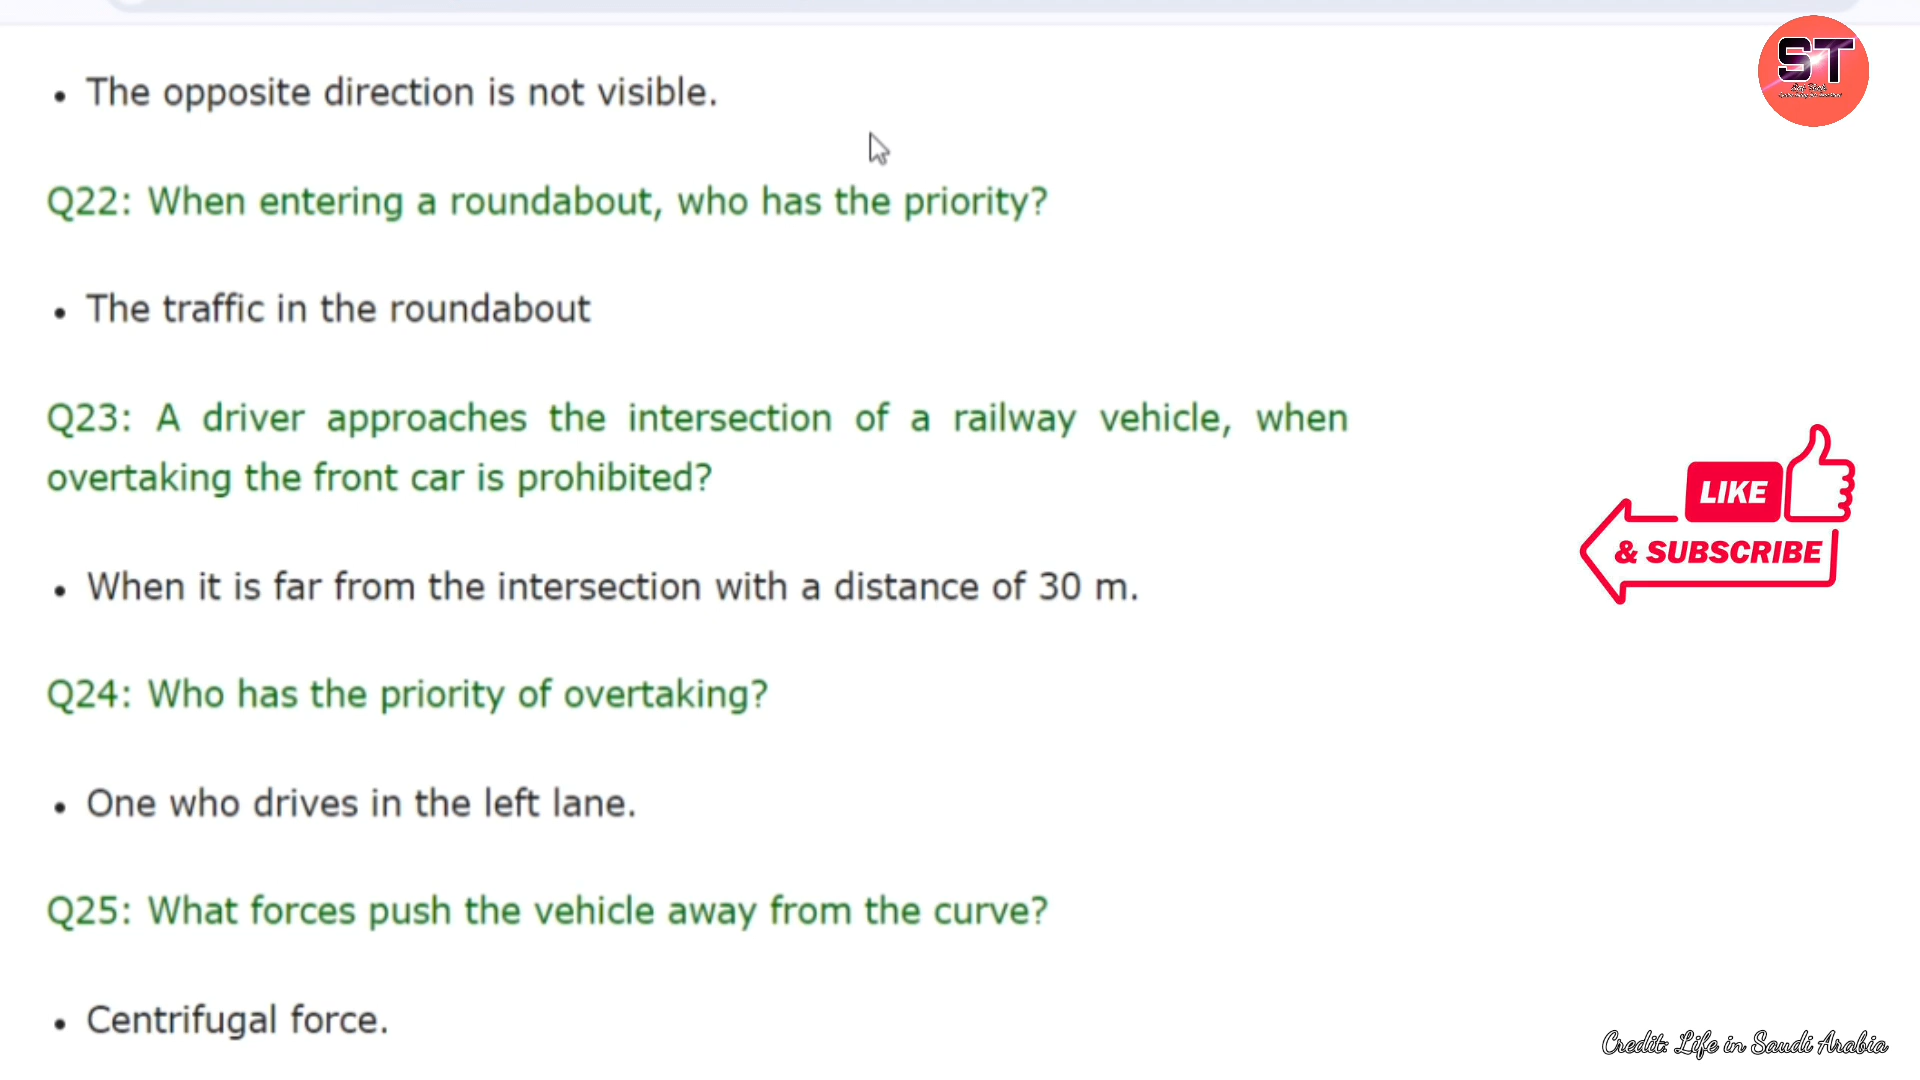 • The opposite direction is not visible.
Q22: When entering a roundabout, who has the priority?
• The traffic in the roundabout
Q23: A driver approaches the intersection of a railway vehicle, when
overtaking the front car is prohibited?
• When it is far from the intersection with a distance of 30 m.
Q24: Who has the priority of overtaking?
• One who drives in the left lane.
Q25: What forces push the vehicle away from the curve?
• Centrifugal force.
ST
LIKE
& SUBSCRIBE
Credit: Life in Saudi Arabia